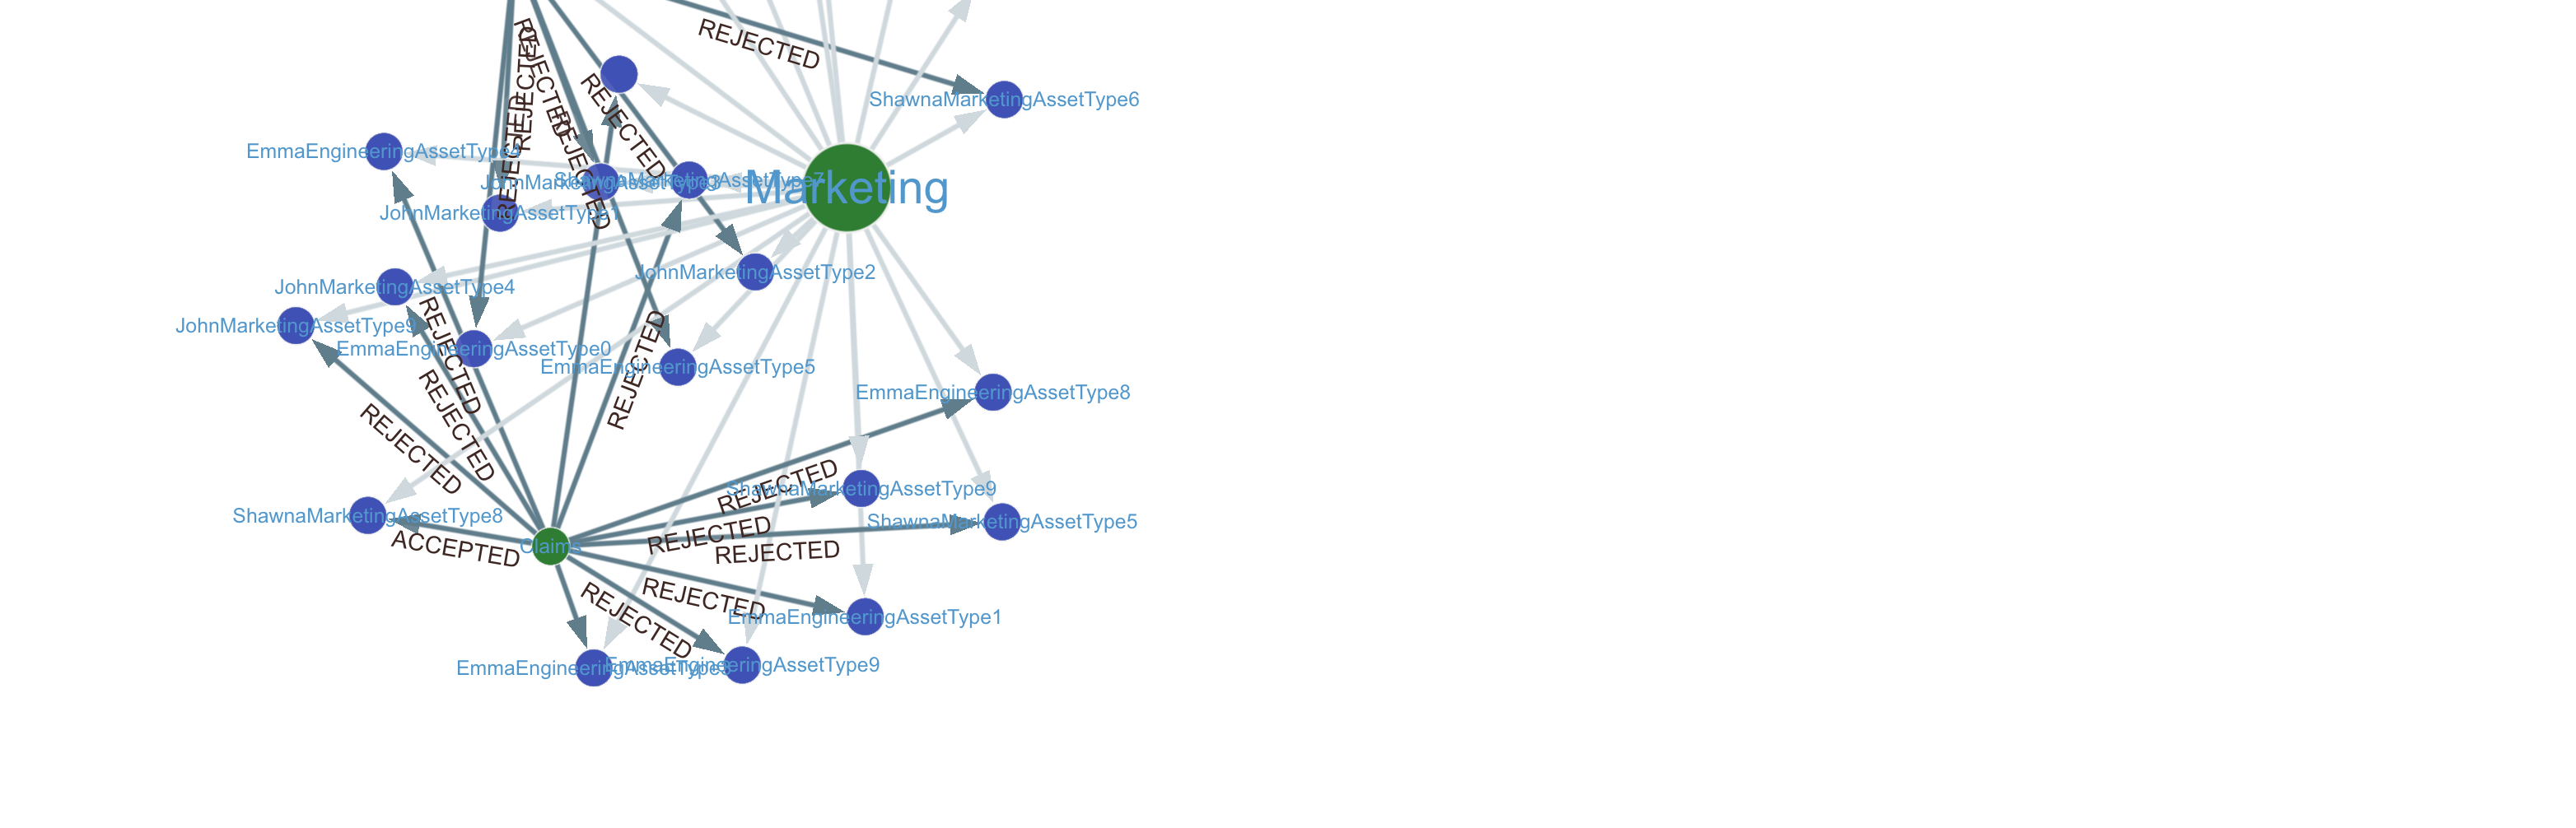 REJECTED
REJECTED
REJECTED
REJECTED
REJECTED
REJECTED
ShawnaMarketingAssetType6
EmmaEngineeringAssetType4
JohnMarketingAssetType3
ShawnaMarketingAssetType7
Marketing
JohnMarketingAssetType1
JohnMarketingAssetType2
JohnMarketingAssetType4
JohnMarketingAssetType9
EmmaEngineeringAssetType0
EmmaEngineeringAssetType5
REJECTED
REJECTED
REJECTED
REJECTED
EmmaEngineeringAssetType8
REJECTED
ShawnaMarketingAssetType9
ShawnaMarketingAssetType8
ShawnaMarketingAssetType5
REJECTED
REJECTED
ACCEPTED
Claims
REJECTED
REJECTED
EmmaEngineeringAssetType1
EmmaEngineeringAssetType9